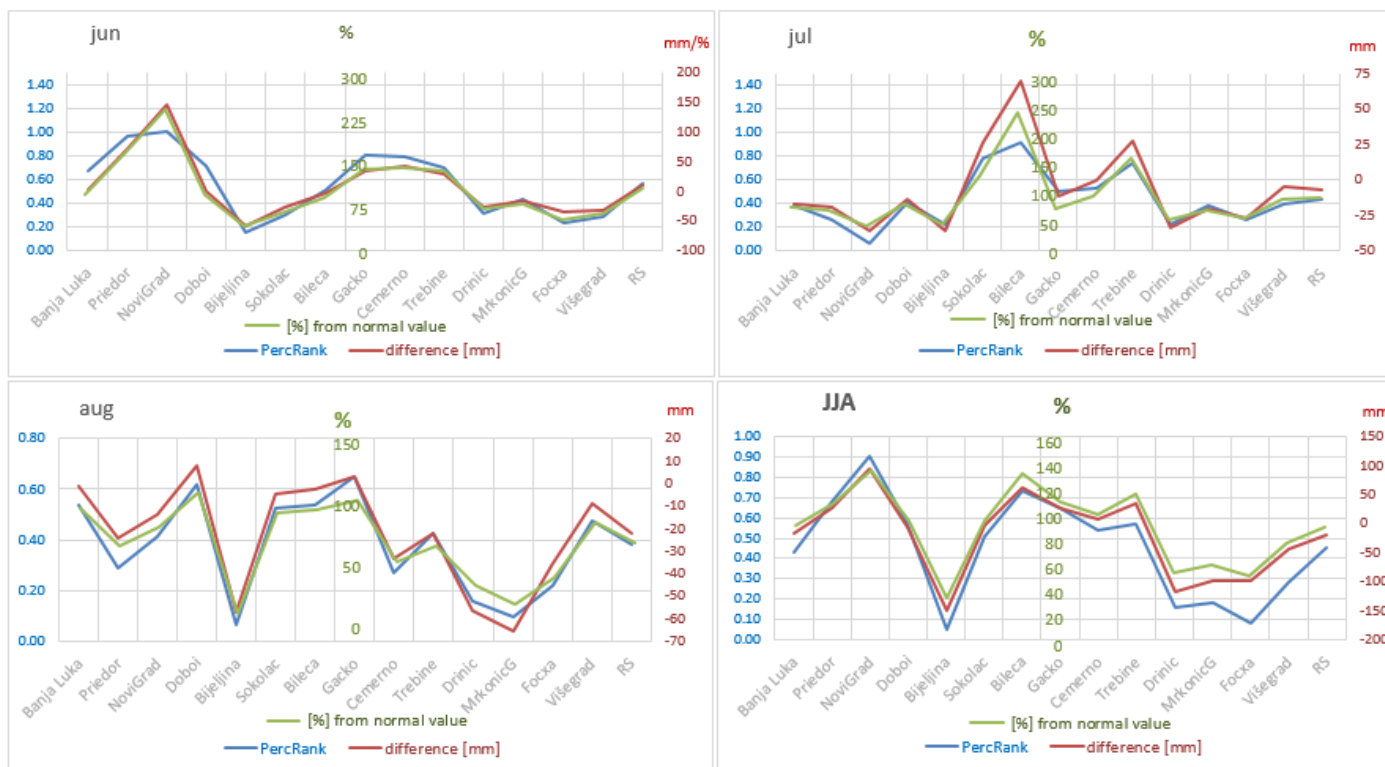 jun
%
mm/%
1.40
1.20
1.00
0.80
0.60
0.40
0.20
0.00
300
225
150
75
0
200
150
100
50
0
-50
-100
Banja Luka
Priedor
NoviGrad
Doboi
Bijeljina
Sokolac
Bileca
Gacko
Cemerno
Trebine
Drinic
MrkonicG
Focxa
Višegrad
RS
[%] from normal value
PercRank difference [mm]
jul
%
mm
1.40
1.20
1.00
0.80
0.60
0.40
0.20
0.00
300
250
200
150
100
50
0
75
50
25
0
-25
-50
Banja Luka
Priedor
NoviGrad
Doboi
Bijeljina
Sokolac
Bileca
Gacko
Cemerno
Trebine
Drinic
MrkonicG
Focxa
Višegrad
RS
[%] from normal value
PercRank difference [mm]
aug
%
mm
0.80
0.60
0.40
0.20
0.00
150
100
50
0
20
10
0
-10
-20
-30
-40
-50
-60
-70
Banja Luka
Priedor
NoviGrad
Doboi
Bijeljina
Sokolac
Bileca
Gacko
Cemerno
Trebine
Drinic
MrkonicG
Focxa
Višegrad
RS
[%] from normal value
PercRank difference [mm]
JJA
%
mm
1.00
0.90
0.80
0.70
0.60
0.50
0.40
0.30
0.20
0.10
0.00
160
140
120
100
80
60
40
20
0
150
100
50
0
-50
-100
-150
-200
Banja Luka
Priedor
NoviGrad
Doboi
Bijeljina
Sokolac
Bileca
Gacko
Cemerno
Trebine
Drinic
MrkonicG
Focxa
Višegrad
RS
[%] from normal value
PercRank difference [mm]